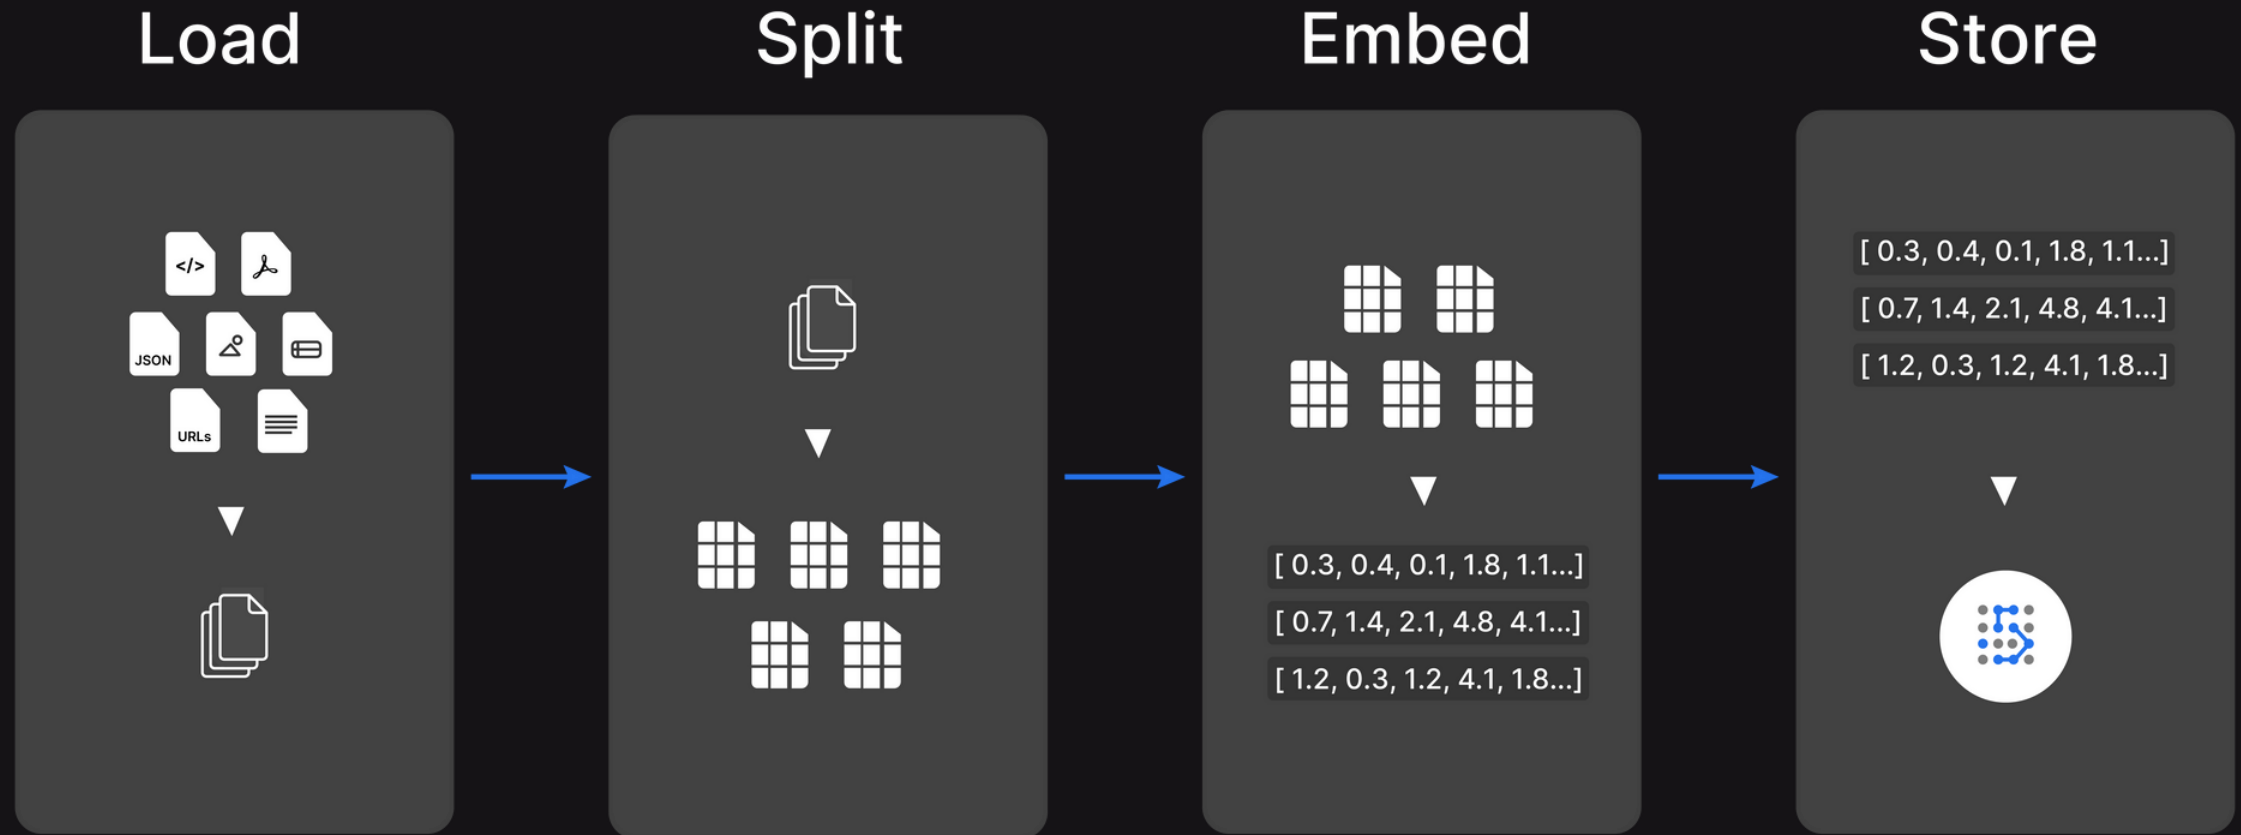 Load
Split
Embed
Store
</>
JSON
URLs
[ 0.3, 0.4, 0.1, 1.8, 1.1...]
[ 0.7, 1.4, 2.1, 4.8, 4.1...]
[ 1.2, 0.3, 1.2, 4.1, 1.8...]
[ 0.3, 0.4, 0.1, 1.8, 1.1...]
[ 0.7, 1.4, 2.1, 4.8, 4.1...]
[ 1.2, 0.3, 1.2, 4.1, 1.8...]